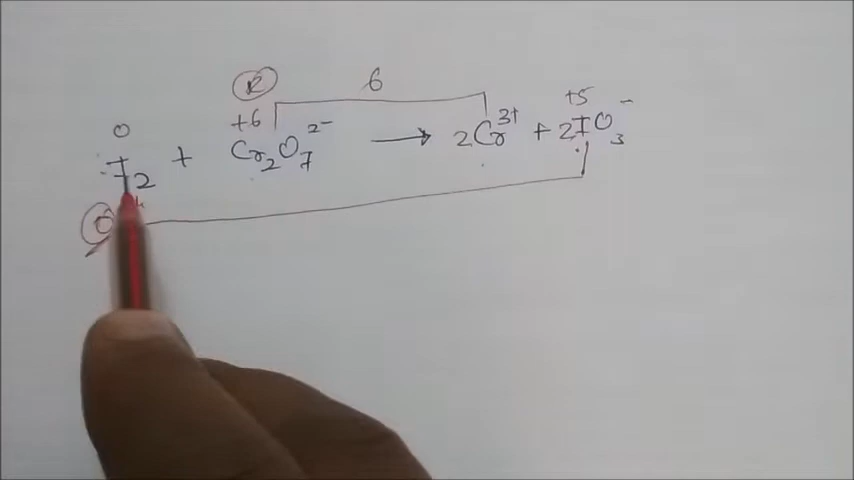 R 6
0 +6 +5
I2 + Cr2O7 2- → 2Cr3+ + 2IO3-
O